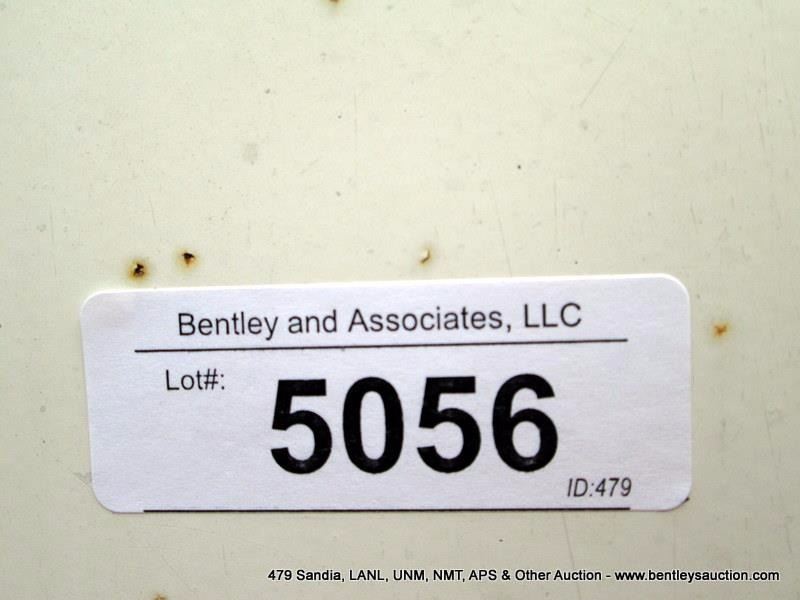 Bentley and Associates, LLC
Lot#:
5056
ID:479
479 Sandia, LANL, UNM, NMT, APS & Other Auction - www.bentleysauction.com